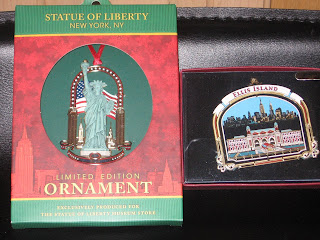 STATUE OF LIBERTY
NEW YORK, NY
LIMITED EDITION
ORNAMENT
EXCLUSIVELY PRODUCED FOR
THE STATUE OF LIBERTY MUSEUM STORE
ELLIS ISLAND